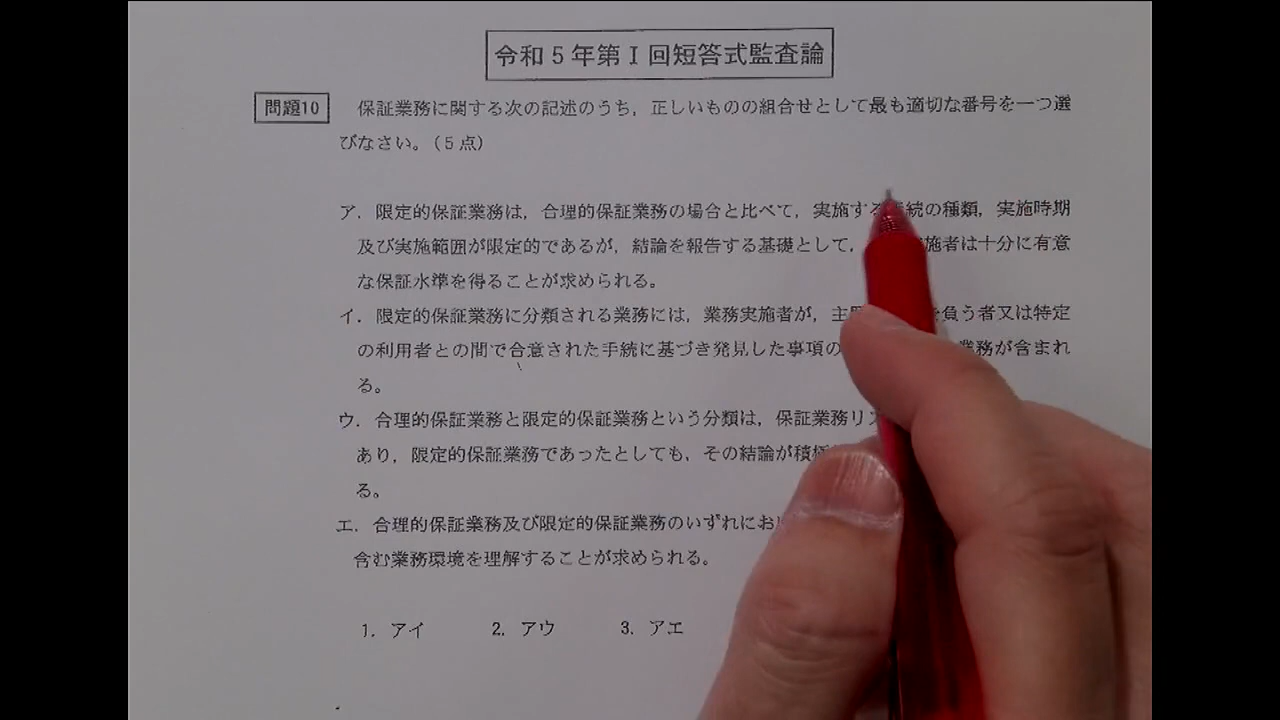 令和５年第Ⅰ回短答式監査論
問題10　保証業務に関する次の記述のうち，正しいものの組合せとして最も適切な番号を一つ選
びなさい。（５点）
ア．限定的保証業務は，合理的保証業務の場合と比べて，実施する 続の種類，実施時期
及び実施範囲が限定的であるが，結論を報告する基礎として， 施者は十分に有意
な保証水準を得ることが求められる。
イ．限定的保証業務に分類される業務には，業務実施者が， 負う者又は特定
の利用者との間で合意された手続に基づき発見した事項の 業務が含まれ
る。
ウ．合理的保証業務と限定的保証業務という分類は，保証業務リ
あり，限定的保証業務であったとしても，その結論が積
る。
エ．合理的保証業務及び限定的保証業務のいずれにお
含む業務環境を理解することが求められる。
1．アイ　2．アウ　3．アエ